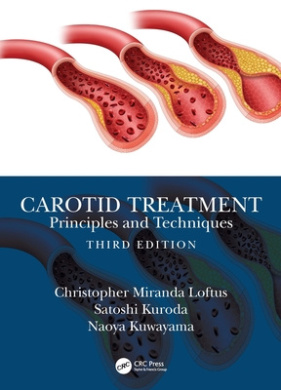 CAROTID TREATMENT
Principles and Techniques
THIRD EDITION
Christopher Miranda Loftus
Satoshi Kuroda
Naoya Kuwayama
CRC
CRC Press
Taylor & Francis Group